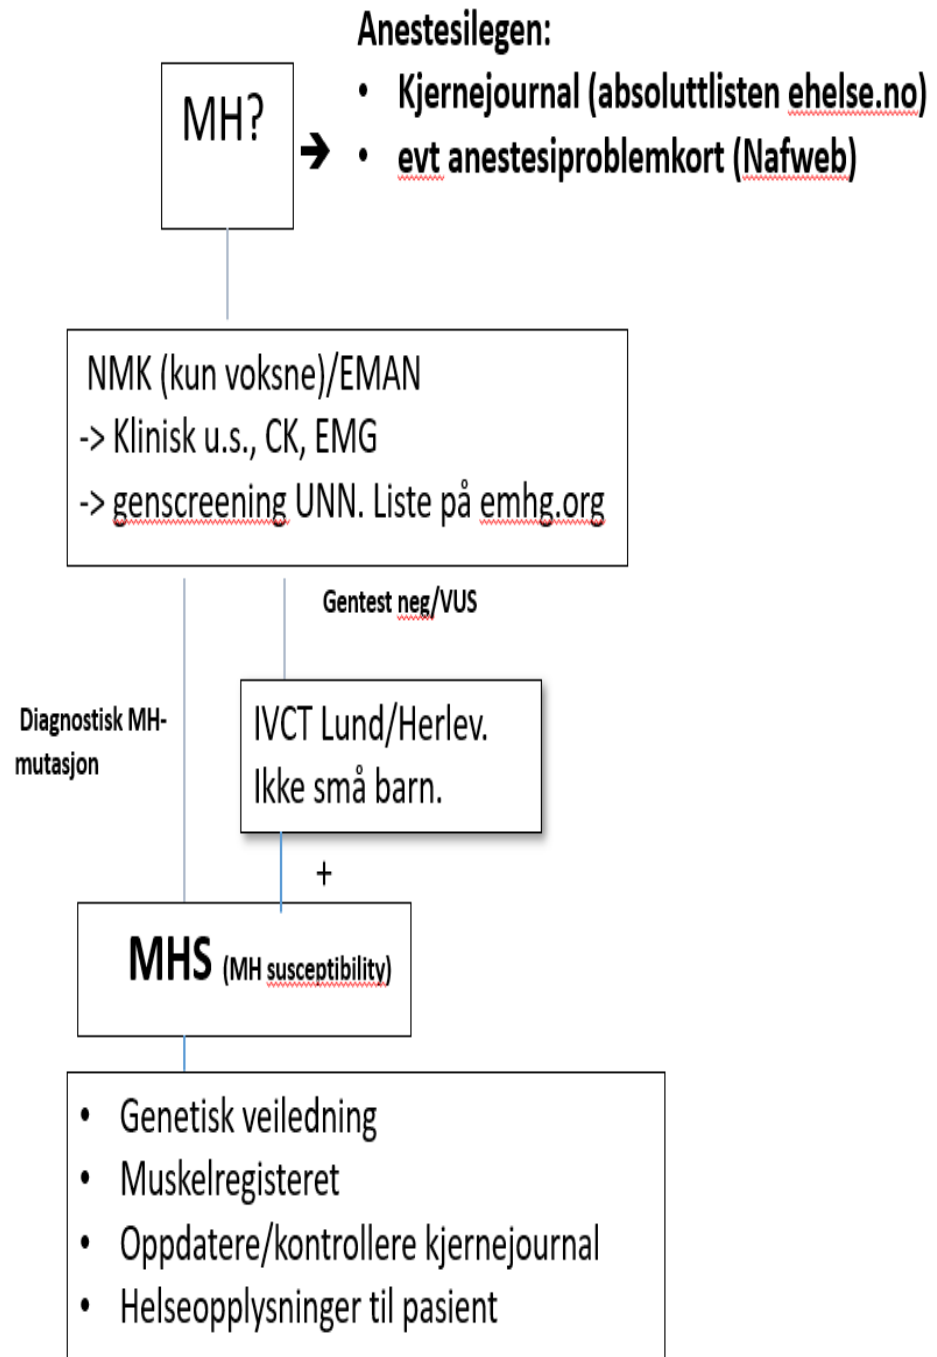 Anestesilegen:
MH?
• Kjernejournal (absoluttlisten ehelse.no)
➔ • evt anestesiproblemkort (Nafweb)
NMK (kun voksne)/EMAN
-> Klinisk u.s., CK, EMG
-> genscreening UNN. Liste på emhg.org
Gentest neg/VUS
Diagnostisk MH-
mutasjon
IVCT Lund/Herlev.
Ikke små barn.
+
MHS (MH susceptibility)
• Genetisk veiledning
• Muskelregisteret
• Oppdatere/kontrollere kjernejournal
• Helseopplysninger til pasient